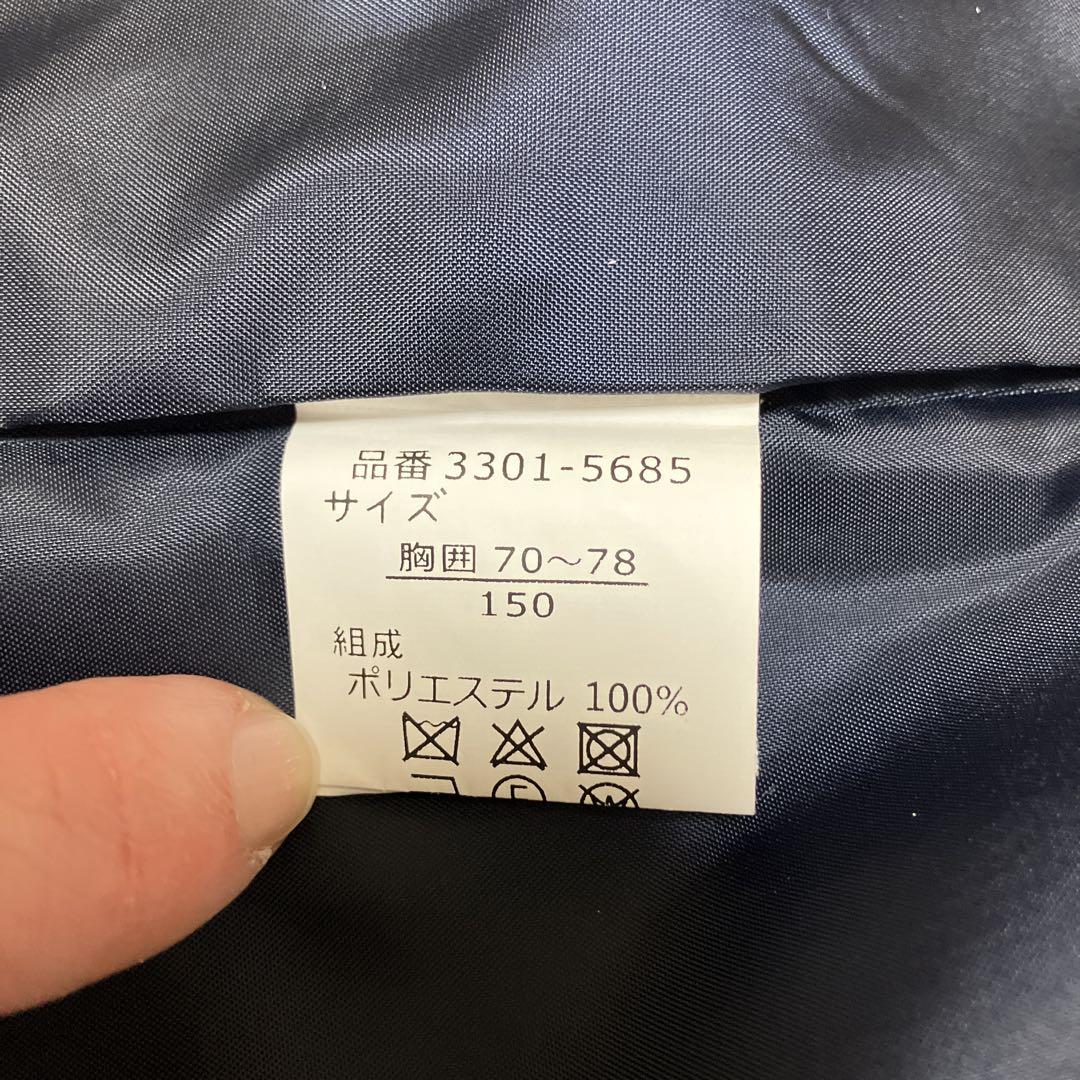 品番 3301-5685
サイズ
胸囲 70～78
150
組成
ポリエステル 100%